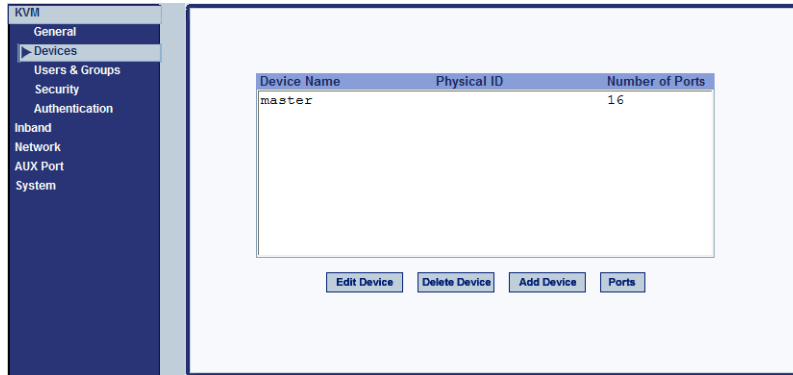 KVM
General
Devices
Users & Groups
Security
Authentication
Inband
Network
AUX Port
System
Device Name Physical ID Number of Ports
master 16
Edit Device Delete Device Add Device Ports